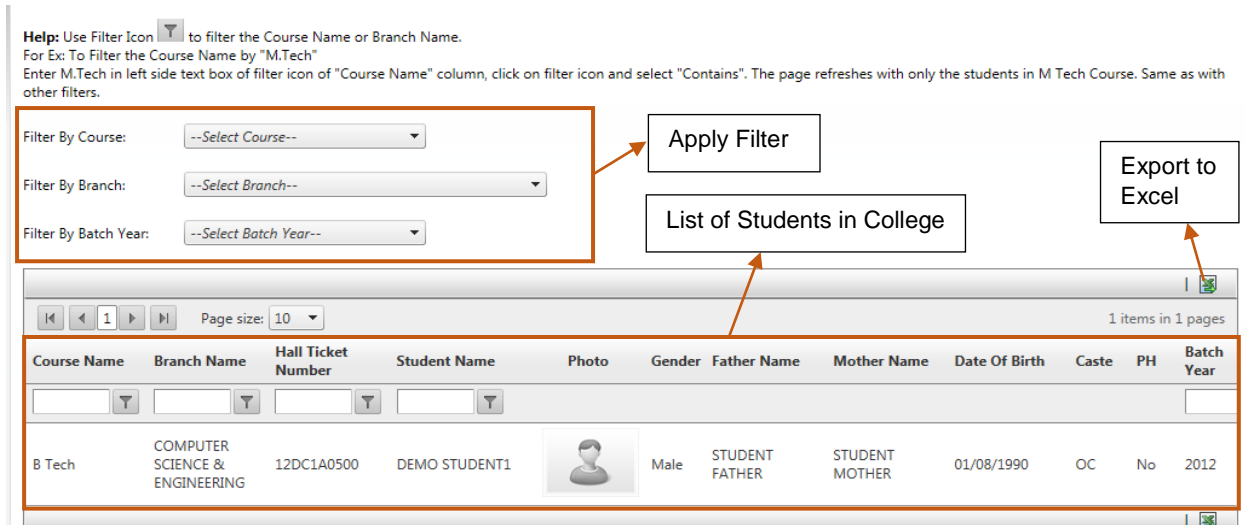 Help: Use Filter Icon to filter the Course Name or Branch Name.
For Ex: To Filter the Course Name by "M.Tech"
Enter M.Tech in left side text box of filter icon of "Course Name" column, click on filter icon and select "Contains". The page refreshes with only the students in M Tech Course. Same as with
other filters.
Filter By Course: --Select Course--
Apply Filter
Export to
Excel
Filter By Branch: --Select Branch--
List of Students in College
Filter By Batch Year: --Select Batch Year--
1 Page size: 10 1 items in 1 pages
Course Name Branch Name Hall Ticket Number Student Name Photo Gender Father Name Mother Name Date Of Birth Caste PH Batch Year
B Tech COMPUTER SCIENCE & ENGINEERING 12DC1A0500 DEMO STUDENT1 Male STUDENT FATHER STUDENT MOTHER 01/08/1990 OC No 2012